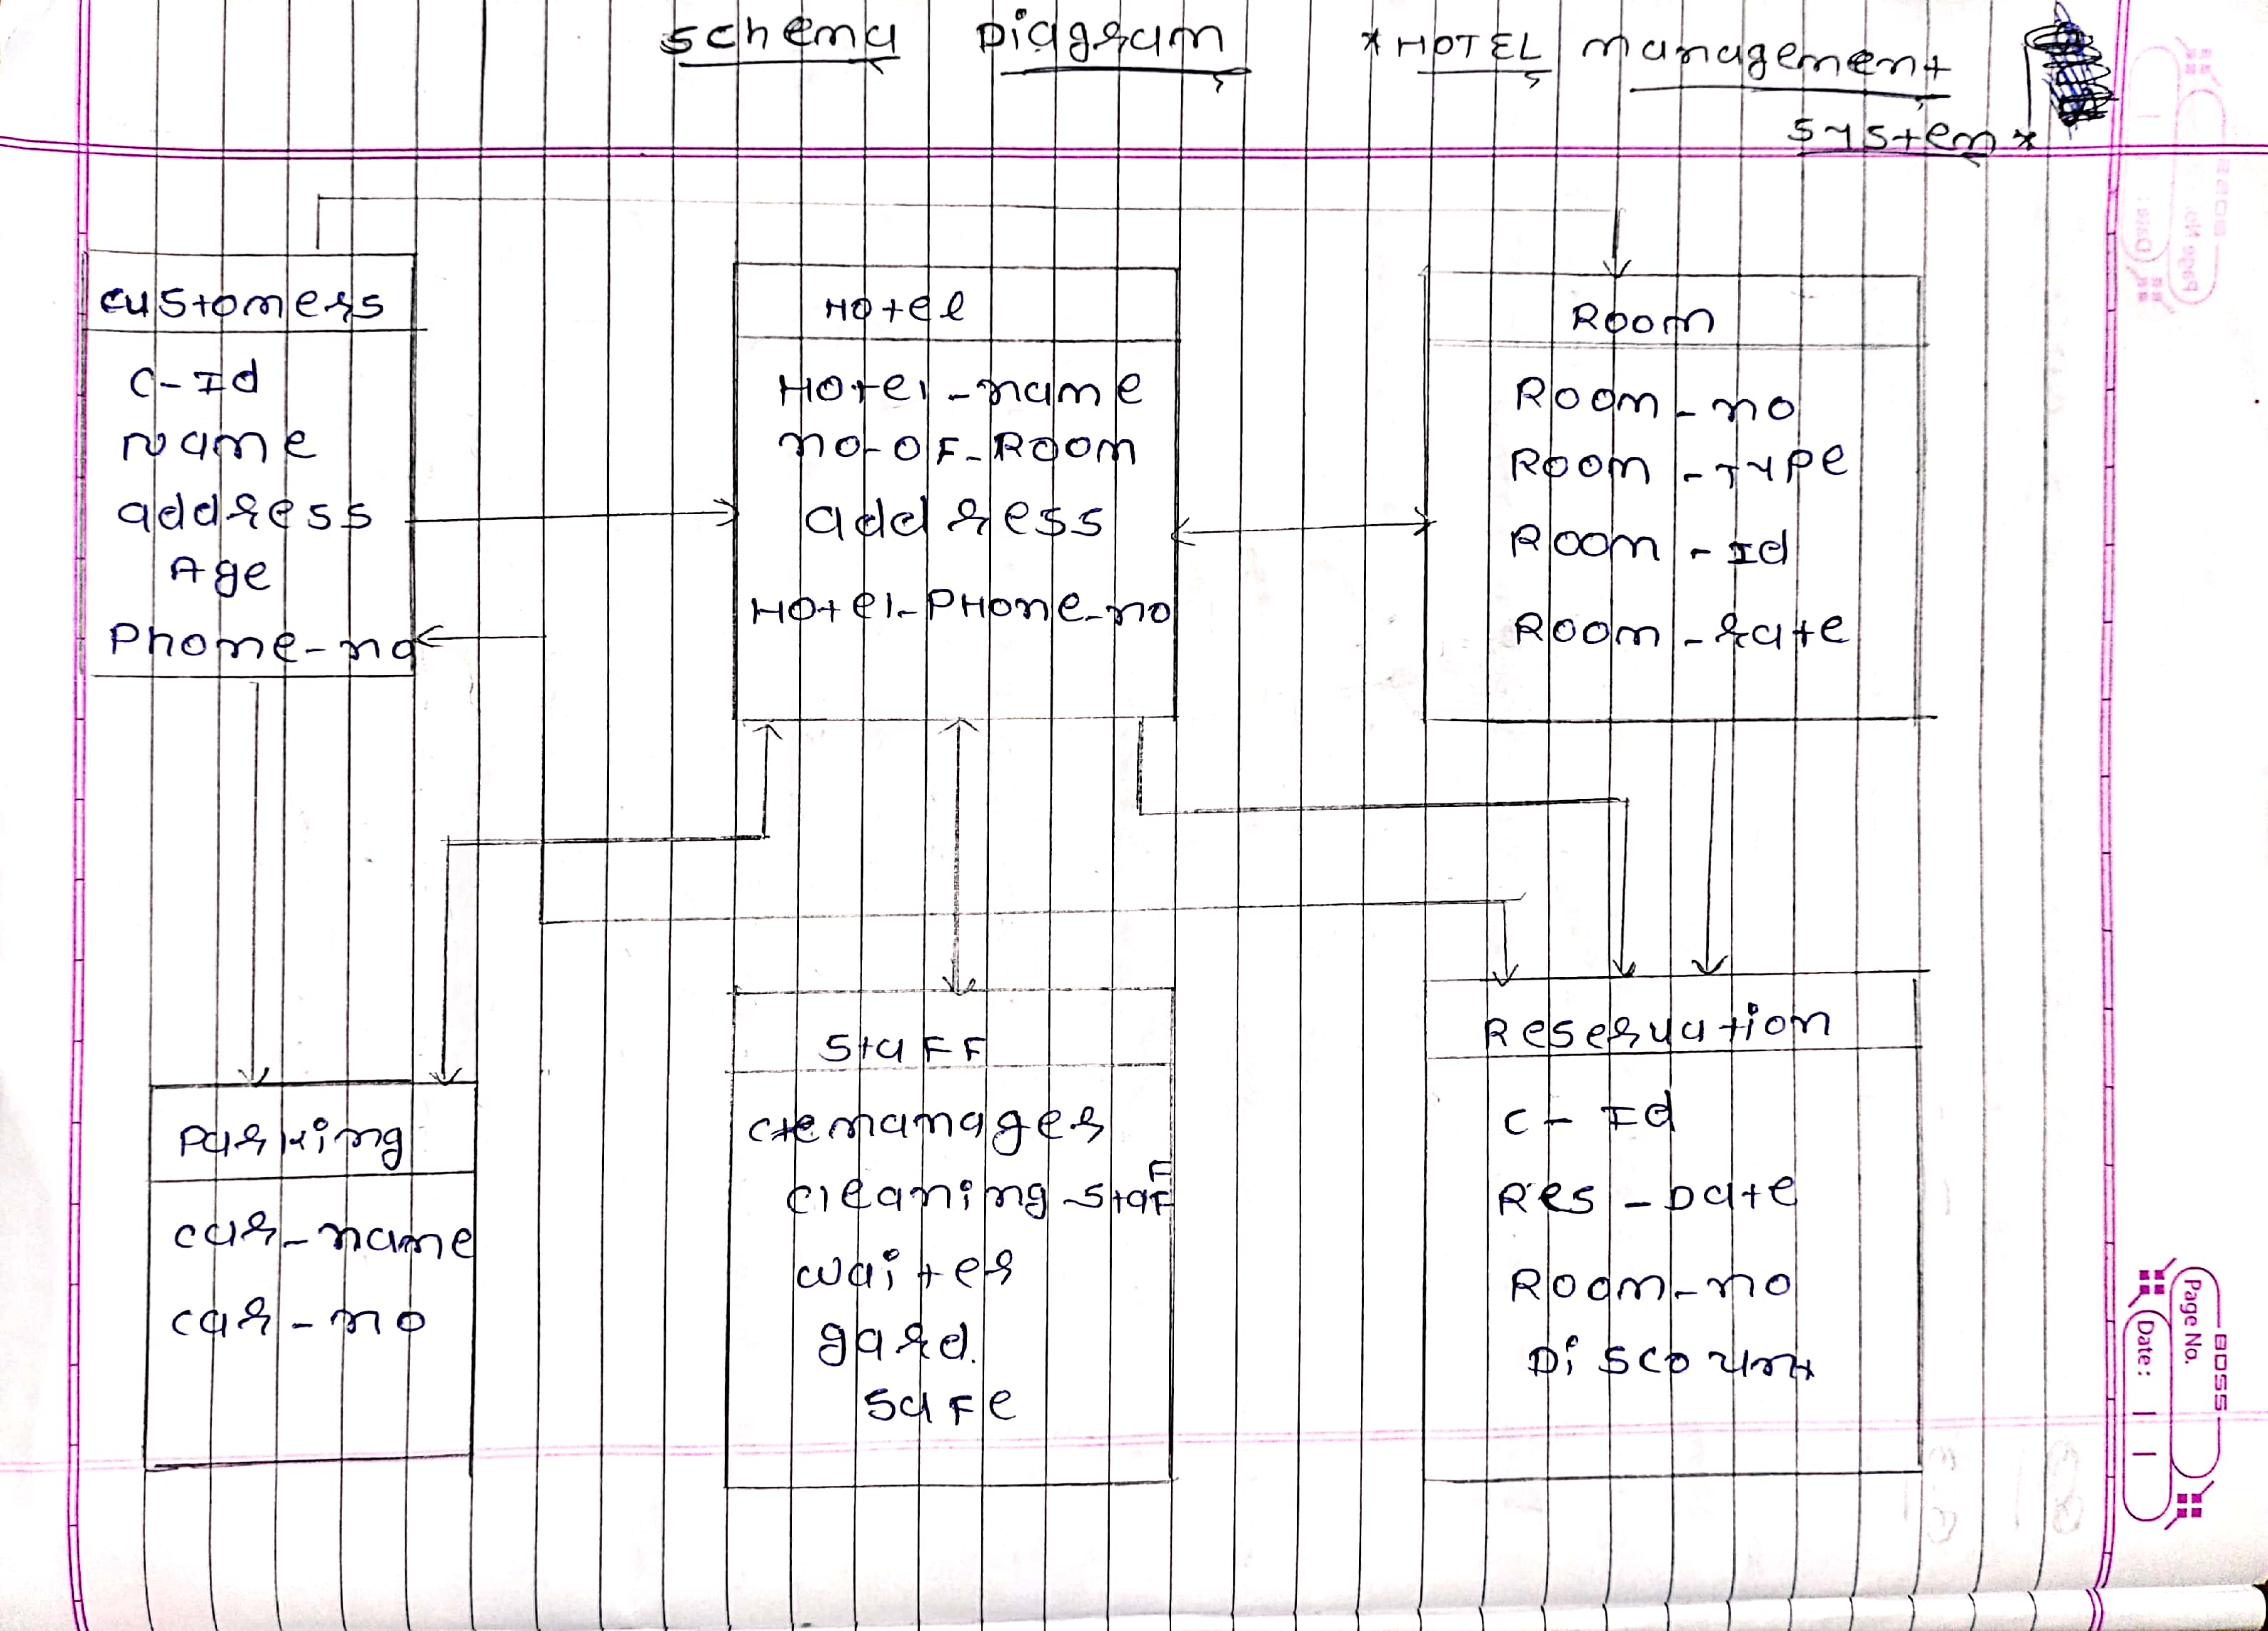 schema Diagram * HOTEL management
system *
customers
C-Id
Name
address
Age
Phone-no
Hotel
Hotel-name
no-of-Room
address
Hotel-Phone-no
Room
Room-no
Room-Type
Room-Id
Room-rate
Parking
car-name
car-no
Staff
manager
cleaning-staff
waiter
gard.
safe
Reservation
C-Id
Res-Date
Room-no
Discount
BOSS
Page No.
Date: